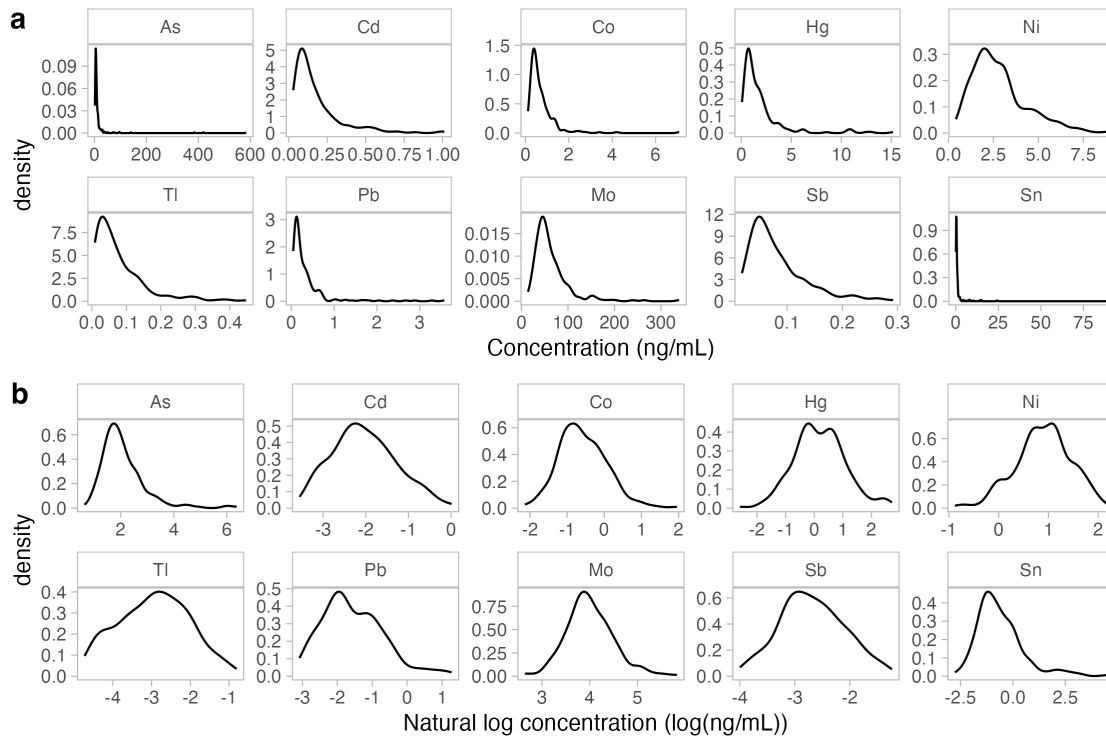 a
As Cd Co Hg Ni
0.00 0.03 0.06 0.09
0 200 400 600
0 1 2 3 4 5
0.00 0.25 0.50 0.75 1.00
0.0 0.5 1.0 1.5
0 2 4 6
0.0 0.1 0.2 0.3 0.4 0.5
0 5 10 15
0.0 0.1 0.2 0.3
0.0 2.5 5.0 7.5
density
Tl Pb Mo Sb Sn
0.0 2.5 5.0 7.5
0.0 0.1 0.2 0.3 0.4
0 1 2 3
0 1 2 3
0.000 0.005 0.010 0.015
0 100 200 300
0 3 6 9 12
0.1 0.2 0.3
0.0 0.3 0.6 0.9
0 25 50 75
Concentration (ng/mL)
b
As Cd Co Hg Ni
0.0 0.2 0.4 0.6
2 4 6
0.0 0.1 0.2 0.3 0.4 0.5
-3 -2 -1 0
0.0 0.2 0.4 0.6
-2 -1 0 1 2
0.0 0.1 0.2 0.3 0.4
-2 -1 0 1 2
0.0 0.2 0.4 0.6
-1 0 1 2
density
Tl Pb Mo Sb Sn
0.0 0.1 0.2 0.3 0.4
-4 -3 -2 -1
0.0 0.1 0.2 0.3 0.4 0.5
-3 -2 -1 0 1
0.00 0.25 0.50 0.75
3 4 5
0.0 0.2 0.4 0.6
-4 -3 -2
0.0 0.1 0.2 0.3 0.4
-2.5 0.0 2.5
Natural log concentration (log(ng/mL))